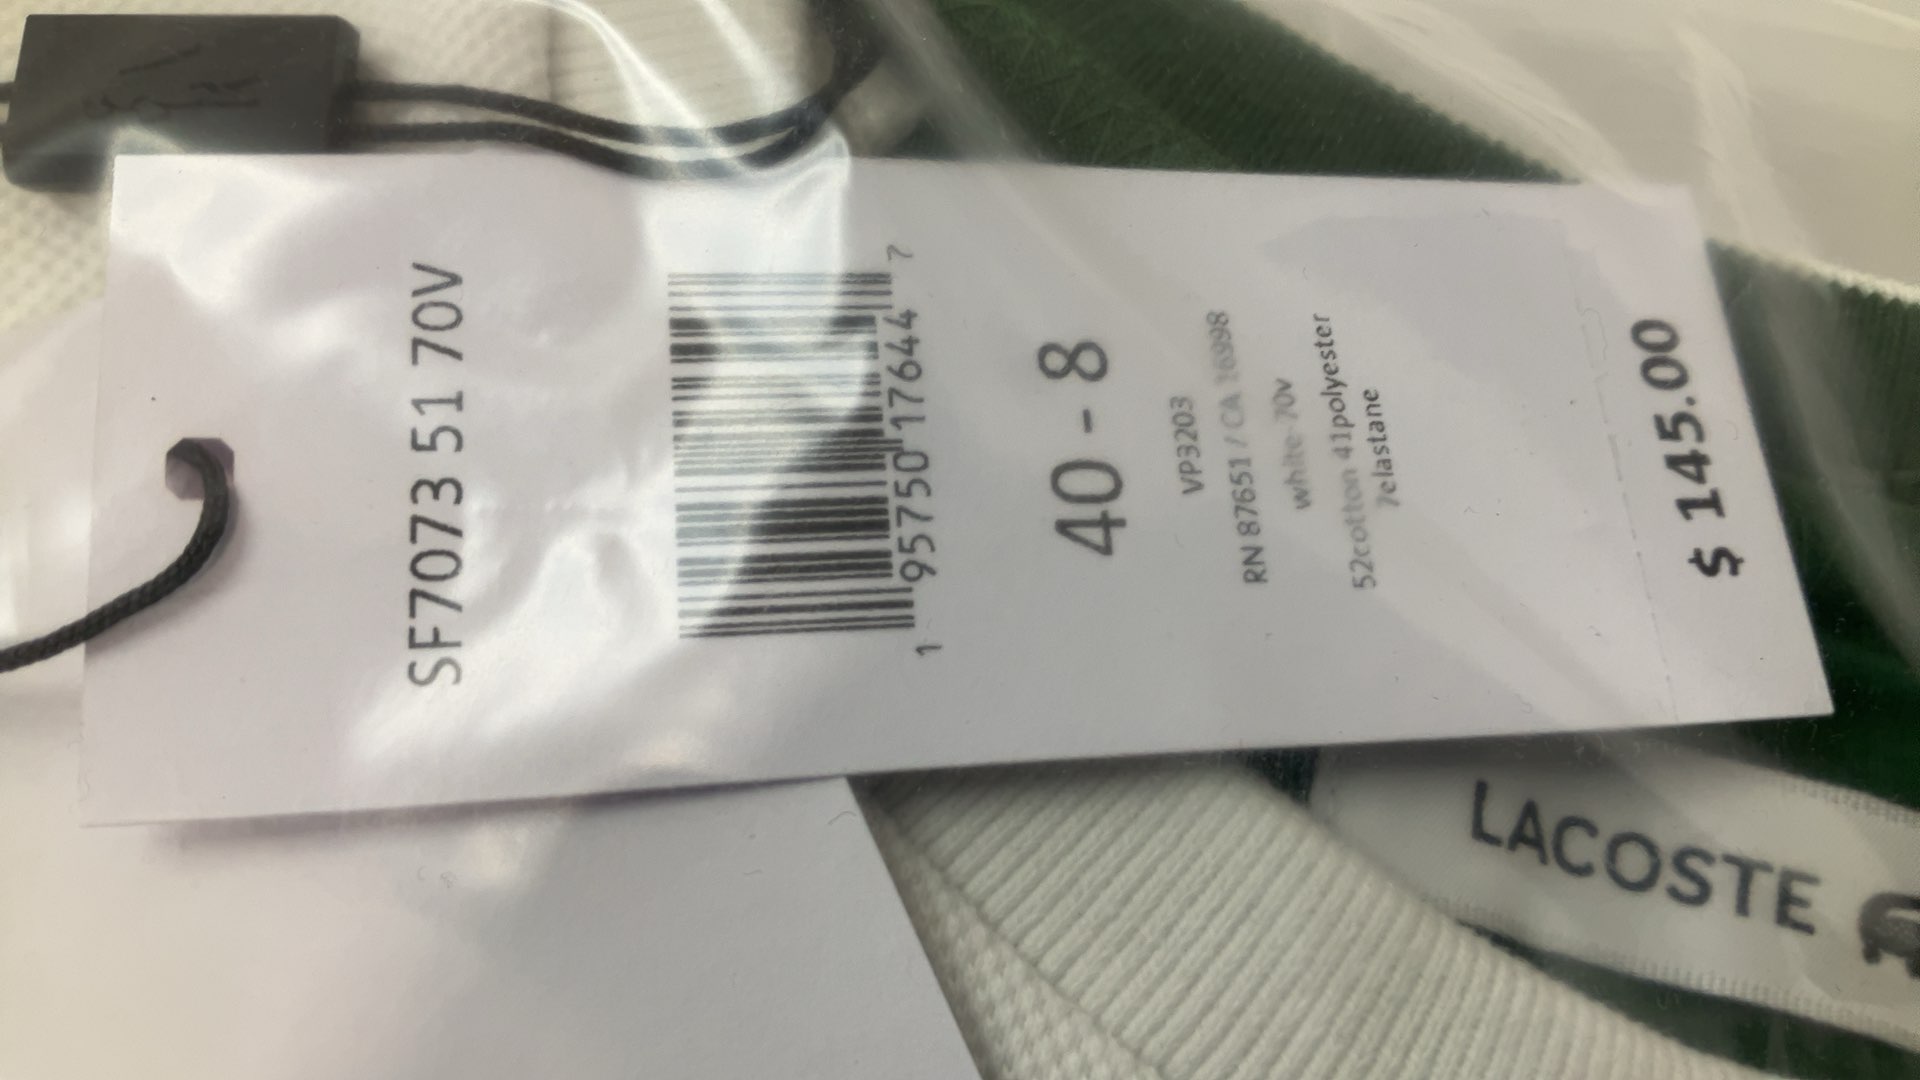 SF7073 51 70V
1 95750 17644 7
40 - 8
VP3203
RN 87651 / CA 16998
white-70v
52cotton 41polyester
7elastane
$ 145.00
LACOSTE